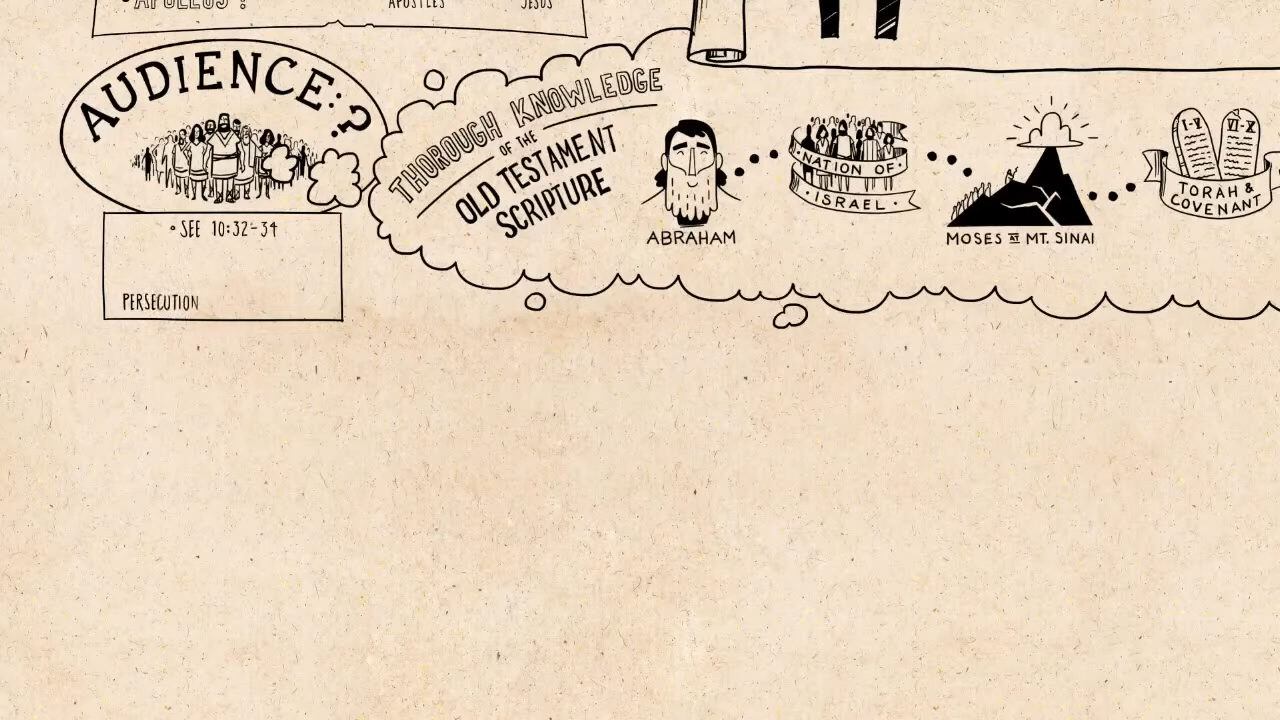 • APOLLOS ?
APOSTLES
JESUS
AUDIENCE: ?
THOROUGH KNOWLEDGE
OF THE
OLD TESTAMENT
SCRIPTURE
ABRAHAM
• NATION OF •
• ISRAEL •
MOSES AT MT. SINAI
I-V
VI-X
TORAH &
COVENANT
• SEE 10:32-34
PERSECUTION